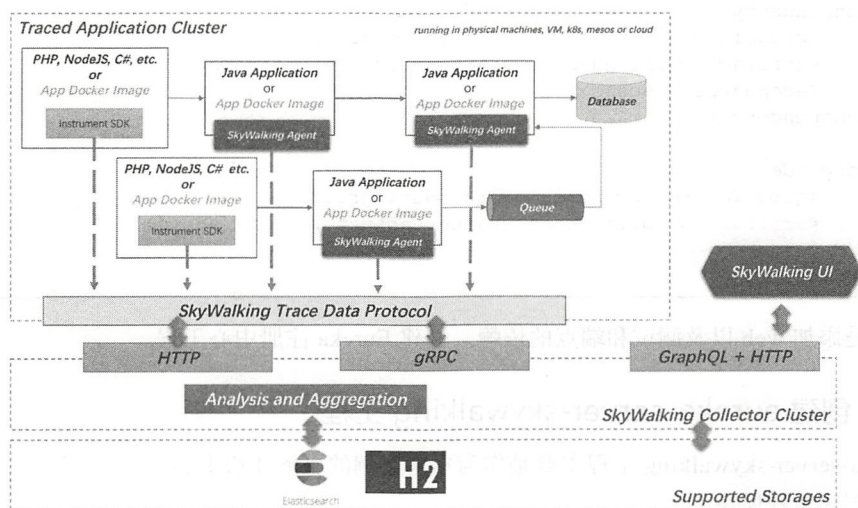 Traced Application Cluster
running in physical machines, VM, k8s, mesos or cloud
PHP, NodeJS, C#, etc.
or
App Docker Image
Instrument SDK
Java Application
or
App Docker Image
SkyWalking Agent
Java Application
or
App Docker Image
SkyWalking Agent
Database
PHP, NodeJS, C# etc.
or
App Docker Image
Instrument SDK
Java Application
or
App Docker Image
SkyWalking Agent
Queue
SkyWalking UI
SkyWalking Trace Data Protocol
HTTP
gRPC
GraphQL + HTTP
Analysis and Aggregation
SkyWalking Collector Cluster
Elasticsearch
H2
Supported Storages